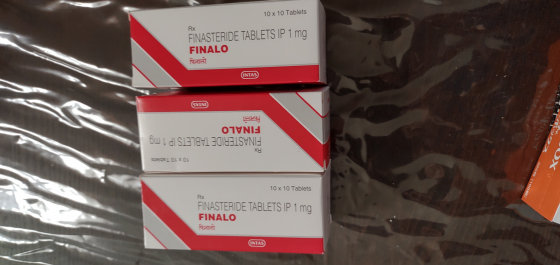 10 x 10 Tablets
Rx
FINASTERIDE TABLETS IP 1 mg
FINALO
फिनालो
INTAS
INTAS
फिनालो
FINALO
Rx
FINASTERIDE TABLETS IP 1 mg
10 x 10 Tablets
10 x 10 Tablets
Rx
FINASTERIDE TABLETS IP 1 mg
FINALO
फिनालो
INTAS